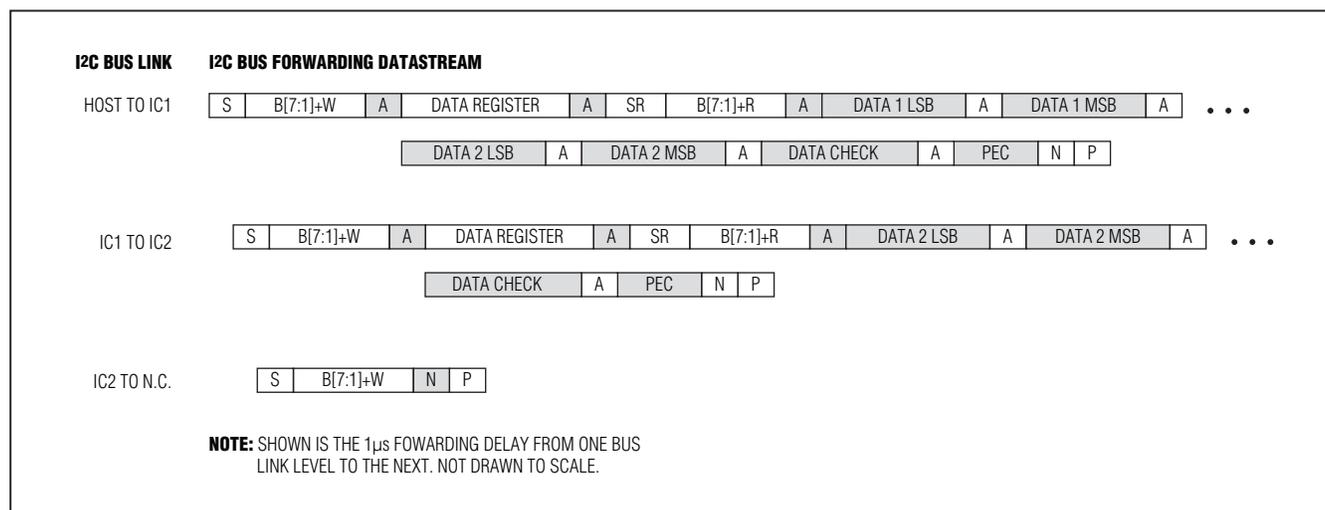 I2C BUS LINK I2C BUS FORWARDING DATASTREAM
HOST TO IC1 S B[7:1]+W A DATA REGISTER A SR B[7:1]+R A DATA 1 LSB A DATA 1 MSB A • • •
DATA 2 LSB A DATA 2 MSB A DATA CHECK A PEC N P
IC1 TO IC2 S B[7:1]+W A DATA REGISTER A SR B[7:1]+R A DATA 2 LSB A DATA 2 MSB A • • •
DATA CHECK A PEC N P
IC2 TO N.C. S B[7:1]+W N P
NOTE: SHOWN IS THE 1µs FOWARDING DELAY FROM ONE BUS
LINK LEVEL TO THE NEXT. NOT DRAWN TO SCALE.